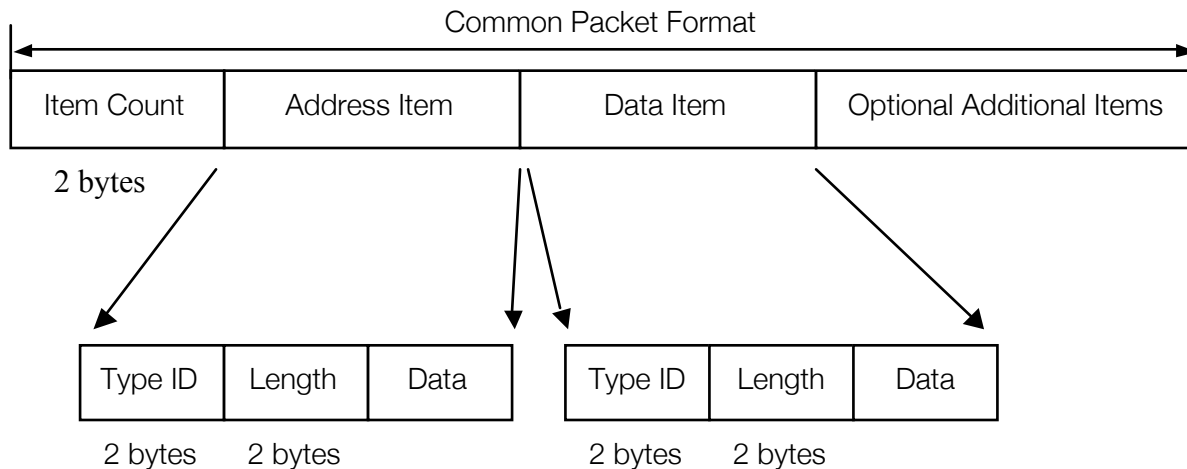 Common Packet Format
Item Count Address Item Data Item Optional Additional Items
2 bytes
Type ID Length Data Type ID Length Data
2 bytes 2 bytes 2 bytes 2 bytes